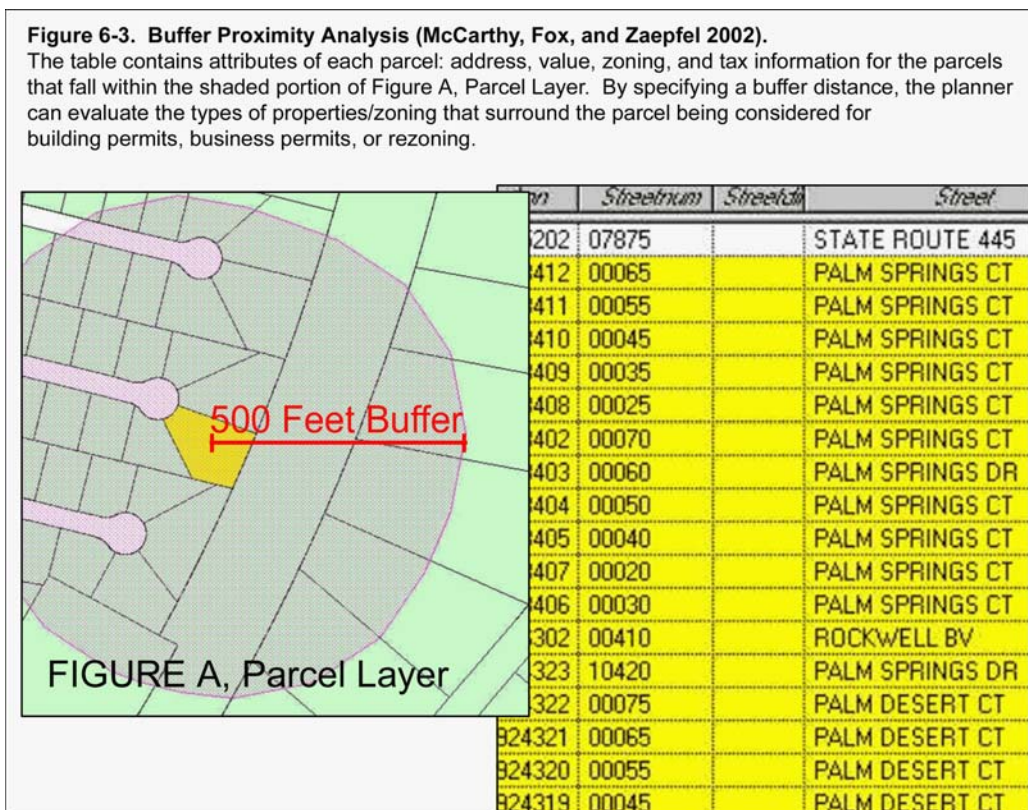 Figure 6-3. Buffer Proximity Analysis (McCarthy, Fox, and Zaepfel 2002).
The table contains attributes of each parcel: address, value, zoning, and tax information for the parcels
that fall within the shaded portion of Figure A, Parcel Layer. By specifying a buffer distance, the planner
can evaluate the types of properties/zoning that surround the parcel being considered for
building permits, business permits, or rezoning.
500 Feet Buffer
FIGURE A, Parcel Layer
Streetnum Streetdir Street
202 07875 STATE ROUTE 445
412 00065 PALM SPRINGS CT
411 00055 PALM SPRINGS CT
410 00045 PALM SPRINGS CT
409 00035 PALM SPRINGS CT
408 00025 PALM SPRINGS CT
402 00070 PALM SPRINGS CT
403 00060 PALM SPRINGS DR
404 00050 PALM SPRINGS CT
405 00040 PALM SPRINGS CT
407 00020 PALM SPRINGS CT
406 00030 PALM SPRINGS CT
302 00410 ROCKWELL BV
323 10420 PALM SPRINGS DR
322 00075 PALM DESERT CT
924321 00065 PALM DESERT CT
924320 00055 PALM DESERT CT
924319 00045 PALM DESERT CT